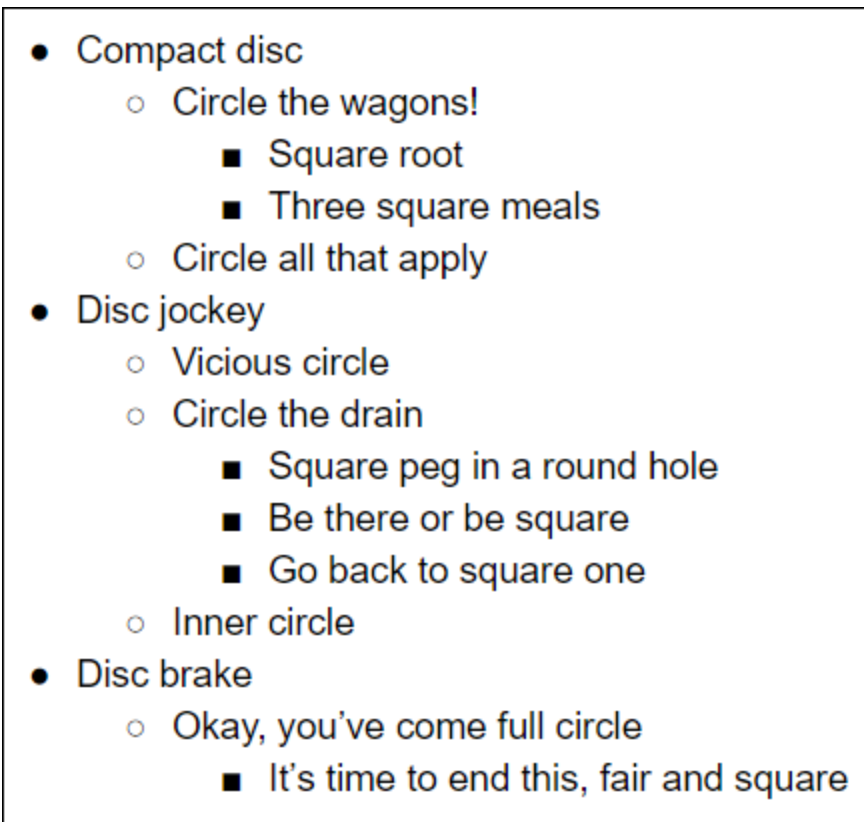 ● Compact disc
○ Circle the wagons!
■ Square root
■ Three square meals
○ Circle all that apply
● Disc jockey
○ Vicious circle
○ Circle the drain
■ Square peg in a round hole
■ Be there or be square
■ Go back to square one
○ Inner circle
● Disc brake
○ Okay, you’ve come full circle
■ It’s time to end this, fair and square